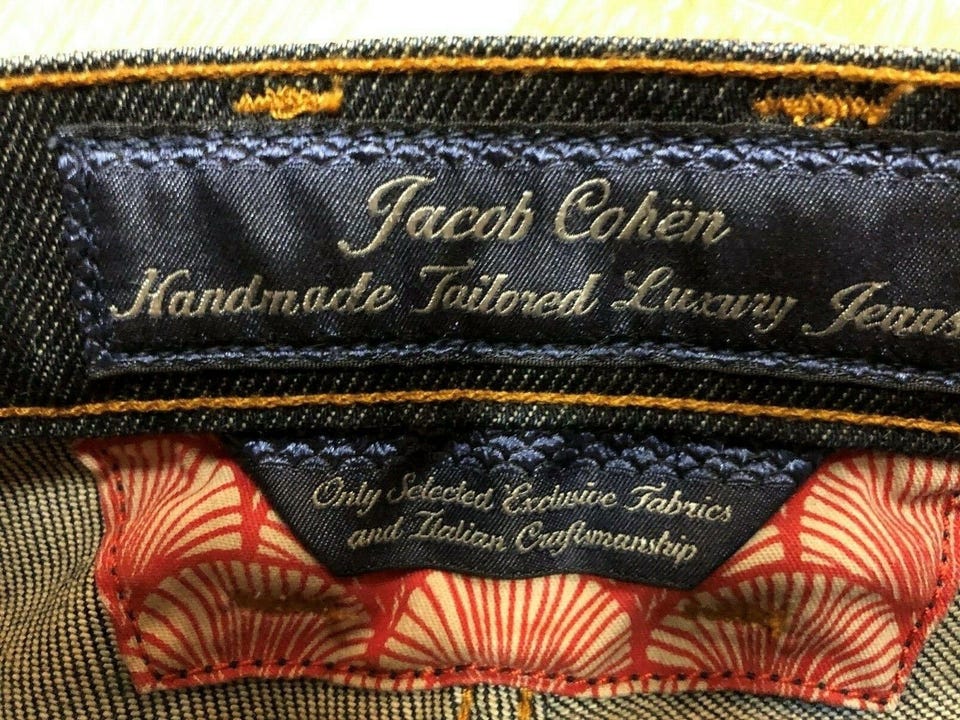 Jacob Cohën
Handmade Tailored Luxury Jeans
Only Selected Exclusive Fabrics
and Italian Craftsmanship